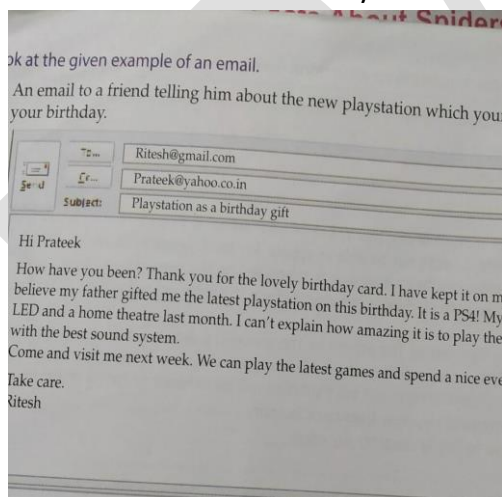 About Spiders
ok at the given example of an email.
An email to a friend telling him about the new playstation which your
your birthday.
To...
Ritesh@gmail.com
Send
Cc...
Prateek@yahoo.co.in
Subject:
Playstation as a birthday gift
Hi Prateek
How have you been? Thank you for the lovely birthday card. I have kept it on m
believe my father gifted me the latest playstation on this birthday. It is a PS4! My
LED and a home theatre last month. I can't explain how amazing it is to play the
with the best sound system.
Come and visit me next week. We can play the latest games and spend a nice eve
Take care.
Ritesh